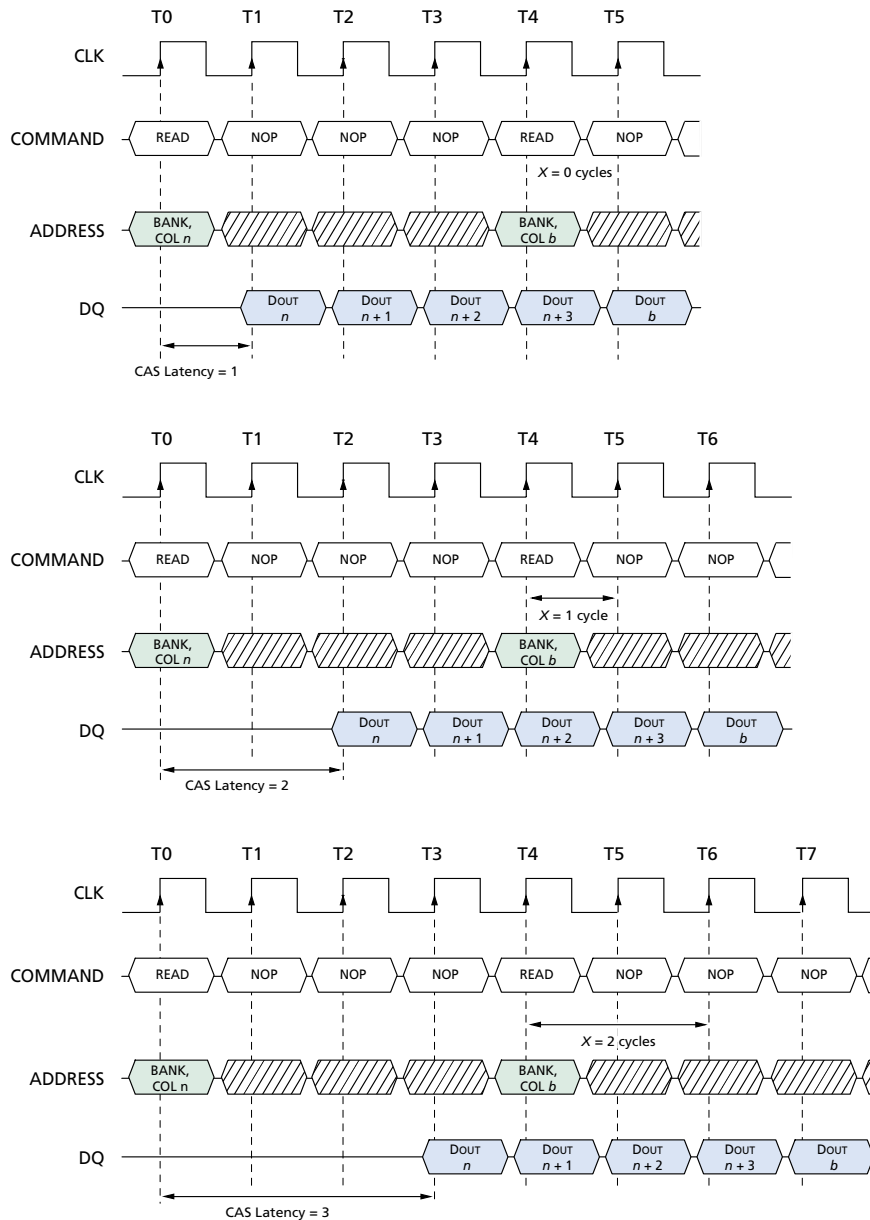 T0 T1 T2 T3 T4 T5
CLK
COMMAND READ NOP NOP NOP READ NOP
X = 0 cycles
ADDRESS BANK, COL n BANK, COL b
DQ DOUT n DOUT n + 1 DOUT n + 2 DOUT n + 3 DOUT b
CAS Latency = 1
T0 T1 T2 T3 T4 T5 T6
CLK
COMMAND READ NOP NOP NOP READ NOP NOP
X = 1 cycle
ADDRESS BANK, COL n BANK, COL b
DQ DOUT n DOUT n + 1 DOUT n + 2 DOUT n + 3 DOUT b
CAS Latency = 2
T0 T1 T2 T3 T4 T5 T6 T7
CLK
COMMAND READ NOP NOP NOP READ NOP NOP NOP
X = 2 cycles
ADDRESS BANK, COL n BANK, COL b
DQ DOUT n DOUT n + 1 DOUT n + 2 DOUT n + 3 DOUT b
CAS Latency = 3